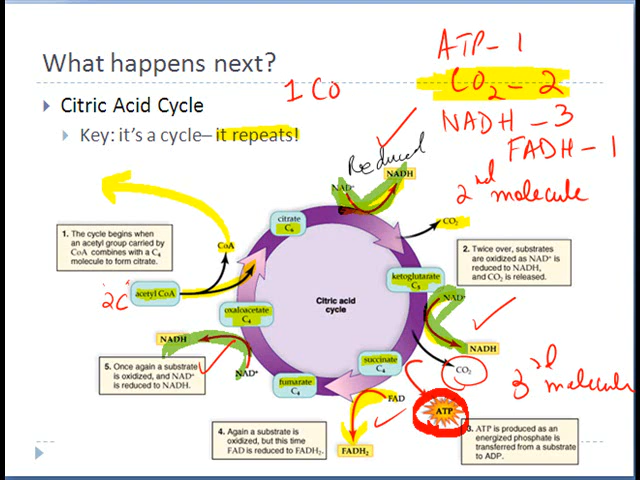 What happens next?
ATP - 1
CO2 - 2
NADH - 3
FADH - 1
1 CO
Citric Acid Cycle
Key: it's a cycle– it repeats!
Reduced
2nd molecule
NAD+
NADH
citrate
C6
CO2
1. The cycle begins when
an acetyl group carried by
CoA combines with a C4
molecule to form citrate.
CoA
2. Twice over, substrates
are oxidized as NAD+ is
reduced to NADH,
and CO2 is released.
ketoglutarate
C5
2C
acetyl CoA
oxaloacetate
C4
Citric acid
cycle
NAD+
NADH
NADH
NAD+
5. Once again a substrate
is oxidized, and NAD+
is reduced to NADH.
succinate
C4
CO2
3rd molecule
fumarate
C4
FAD
ATP
FADH2
4. Again a substrate is
oxidized, but this time
FAD is reduced to FADH2.
3. ATP is produced as an
energized phosphate is
transferred from a substrate
to ADP.